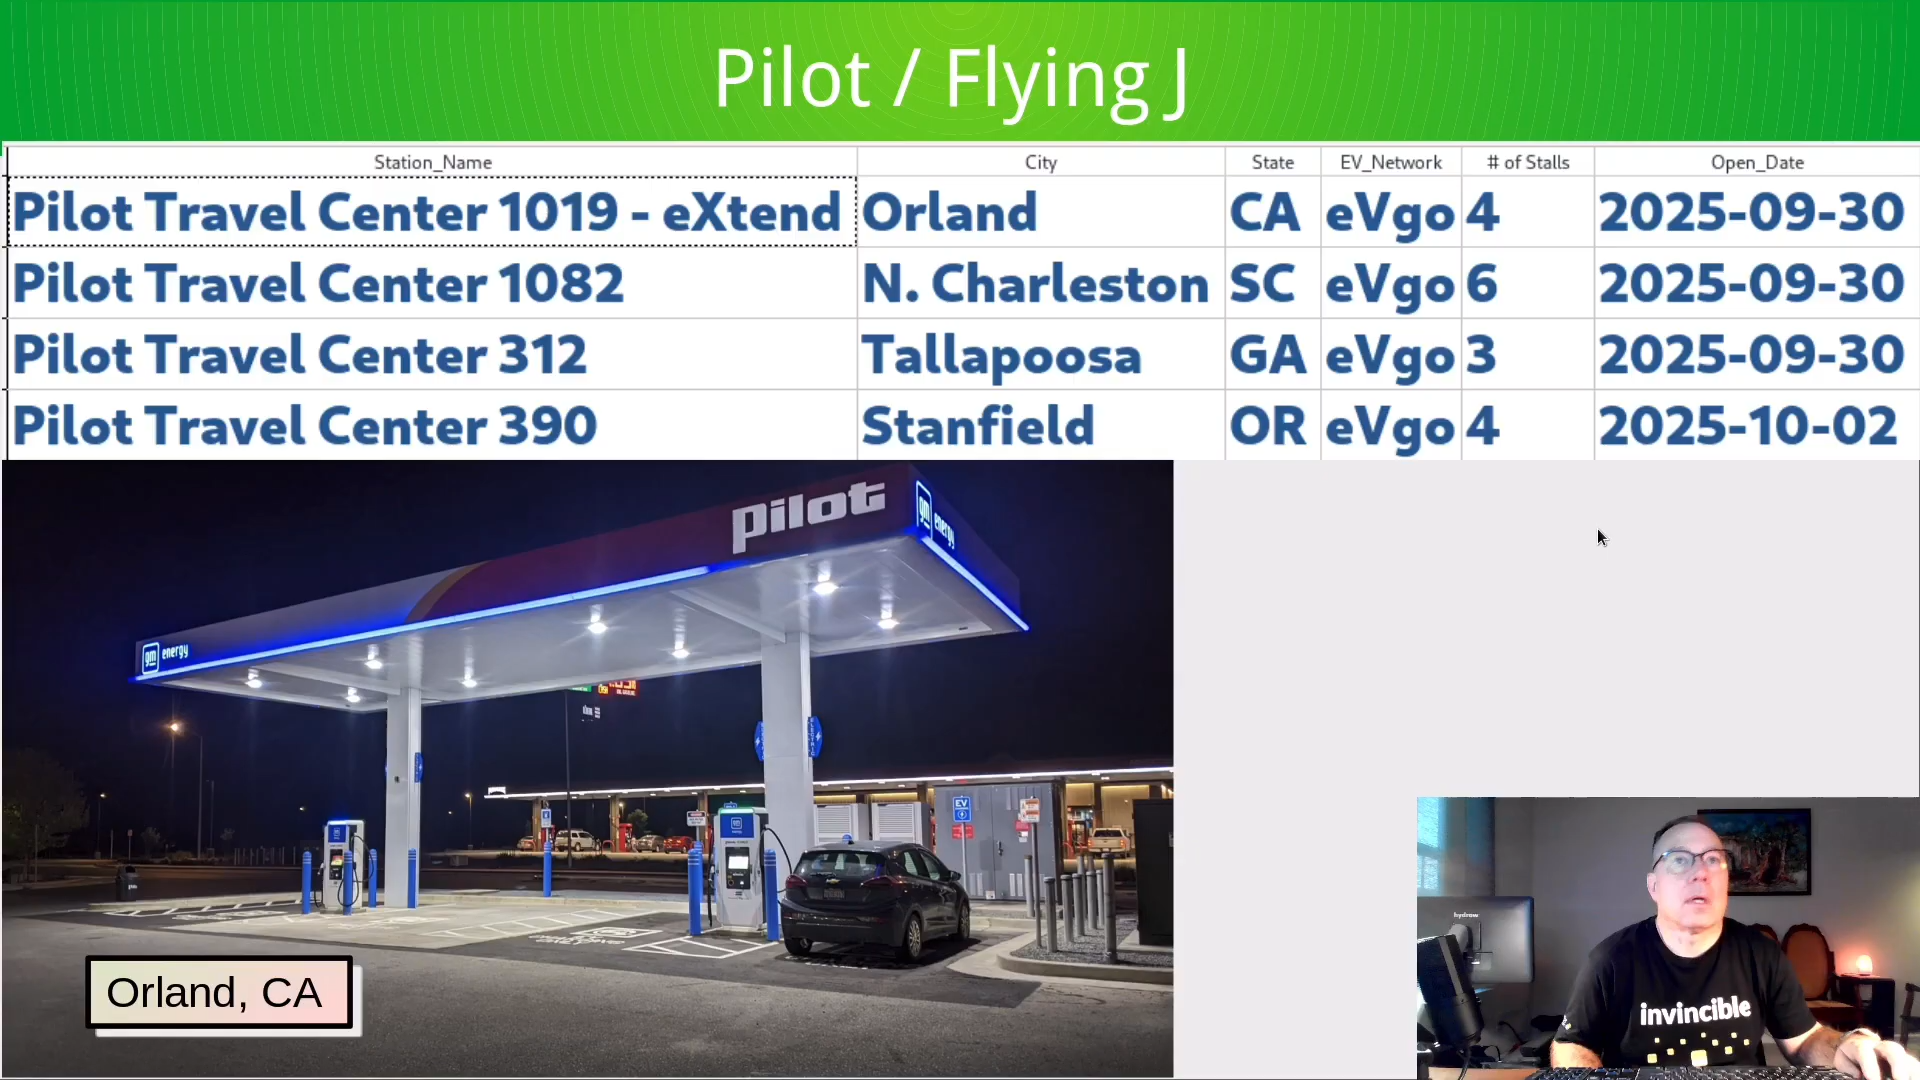 Pilot / Flying J
Station_Name City State EV_Network # of Stalls Open_Date
Pilot Travel Center 1019 - eXtend Orland CA eVgo 4 2025-09-30
Pilot Travel Center 1082 N. Charleston SC eVgo 6 2025-09-30
Pilot Travel Center 312 Tallapoosa GA eVgo 3 2025-09-30
Pilot Travel Center 390 Stanfield OR eVgo 4 2025-10-02
pilot
gm energy
gm energy
EV
Orland, CA
hydrow
invincible